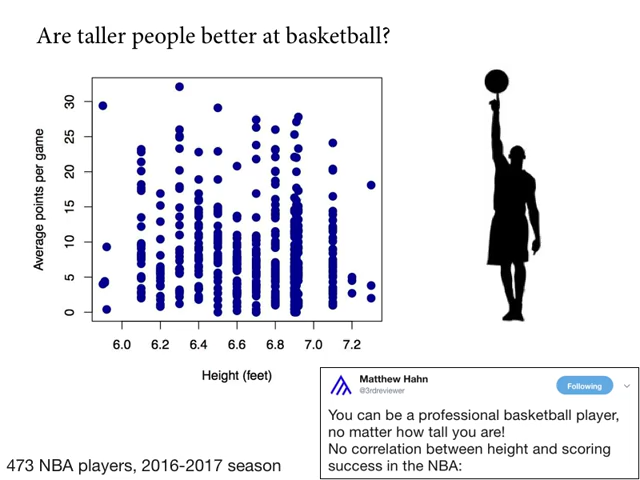 Are taller people better at basketball?
Average points per game
30
25
20
15
10
5
0
6.0 6.2 6.4 6.6 6.8 7.0 7.2
Height (feet)
Matthew Hahn
@3rdreviewer
Following
You can be a professional basketball player,
no matter how tall you are!
No correlation between height and scoring
success in the NBA:
473 NBA players, 2016-2017 season